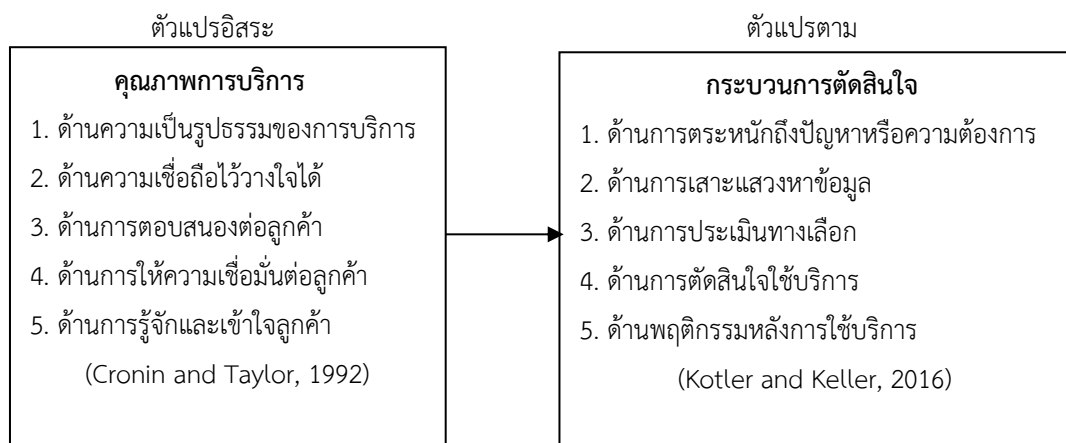 ตัวแปรอิสระ
คุณภาพการบริการ
1. ด้านความเป็นรูปธรรมของการบริการ
2. ด้านความเชื่อถือไว้วางใจได้
3. ด้านการตอบสนองต่อลูกค้า
4. ด้านการให้ความเชื่อมั่นต่อลูกค้า
5. ด้านการรู้จักและเข้าใจลูกค้า
(Cronin and Taylor, 1992)
ตัวแปรตาม
กระบวนการตัดสินใจ
1. ด้านการตระหนักถึงปัญหาหรือความต้องการ
2. ด้านการเสาะแสวงหาข้อมูล
3. ด้านการประเมินทางเลือก
4. ด้านการตัดสินใจใช้บริการ
5. ด้านพฤติกรรมหลังการใช้บริการ
(Kotler and Keller, 2016)